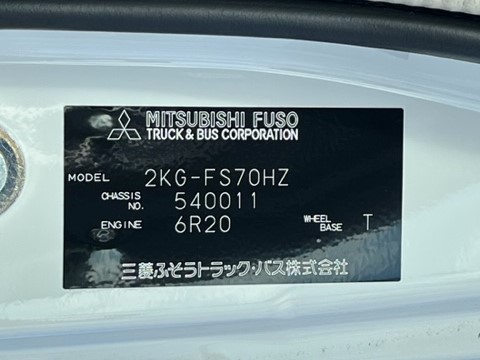 MITSUBISHI FUSO
TRUCK & BUS CORPORATION
MODEL 2KG-FS70HZ
CHASSIS NO. 540011
ENGINE 6R20 WHEEL BASE T
三菱ふそうトラック・バス株式会社